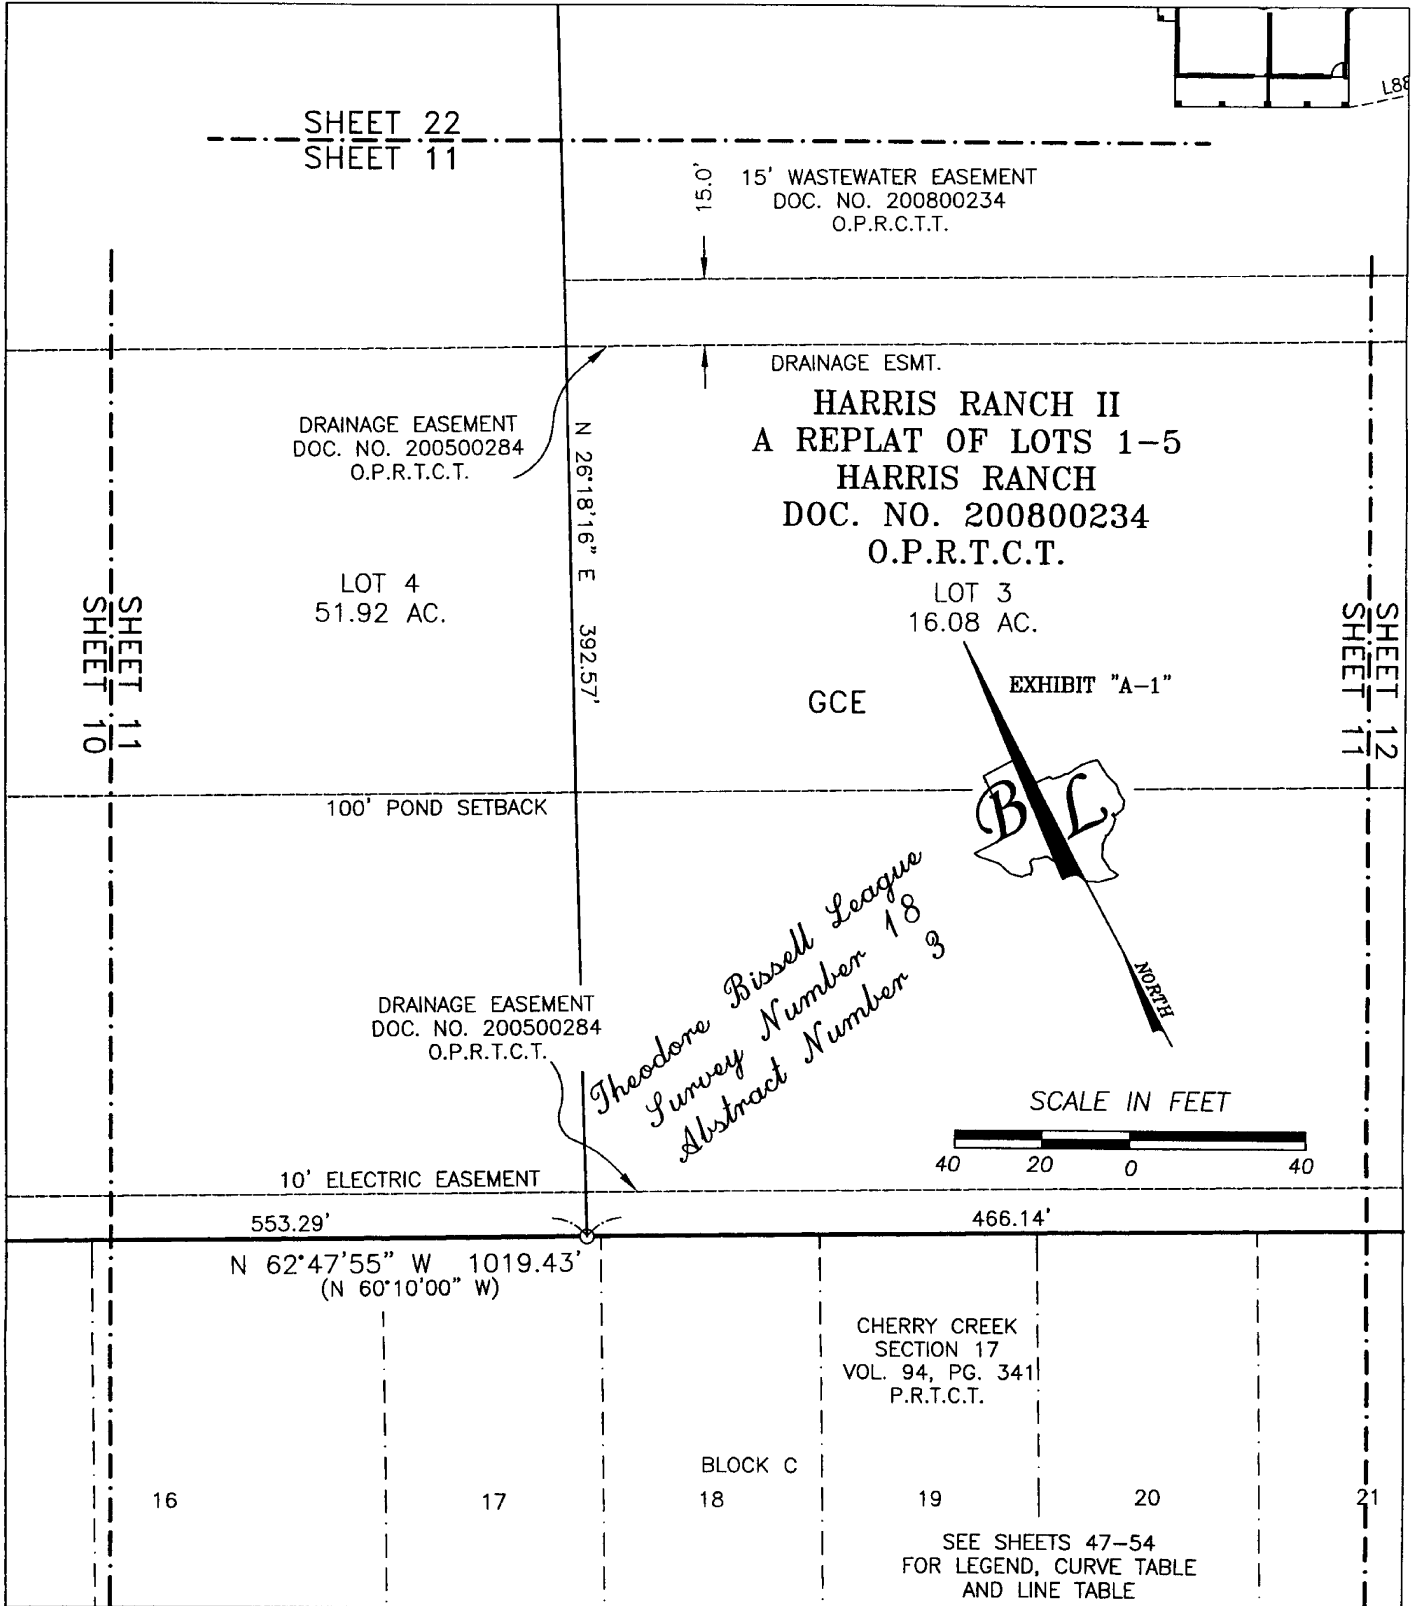 L88
SHEET 22
SHEET 11
15.0'
15' WASTEWATER EASEMENT
DOC. NO. 200800234
O.P.R.C.T.T.
DRAINAGE ESMT.
HARRIS RANCH II
A REPLAT OF LOTS 1-5
HARRIS RANCH
DOC. NO. 200800234
O.P.R.T.C.T.
DRAINAGE EASEMENT
DOC. NO. 200500284
O.P.R.T.C.T.
N 26°18'16" E 392.57'
LOT 4
51.92 AC.
LOT 3
16.08 AC.
SHEET 11
SHEET 10
SHEET 12
SHEET 11
EXHIBIT "A-1"
GCE
B L
100' POND SETBACK
Theodore Bissell League
Survey Number 18
Abstract Number 3
NORTH
DRAINAGE EASEMENT
DOC. NO. 200500284
O.P.R.T.C.T.
SCALE IN FEET
40 20 0 40
10' ELECTRIC EASEMENT
553.29'
466.14'
N 62°47'55" W 1019.43'
(N 60°10'00" W)
CHERRY CREEK
SECTION 17
VOL. 94, PG. 341
P.R.T.C.T.
BLOCK C
16 17 18 19 20 21
SEE SHEETS 47-54
FOR LEGEND, CURVE TABLE
AND LINE TABLE